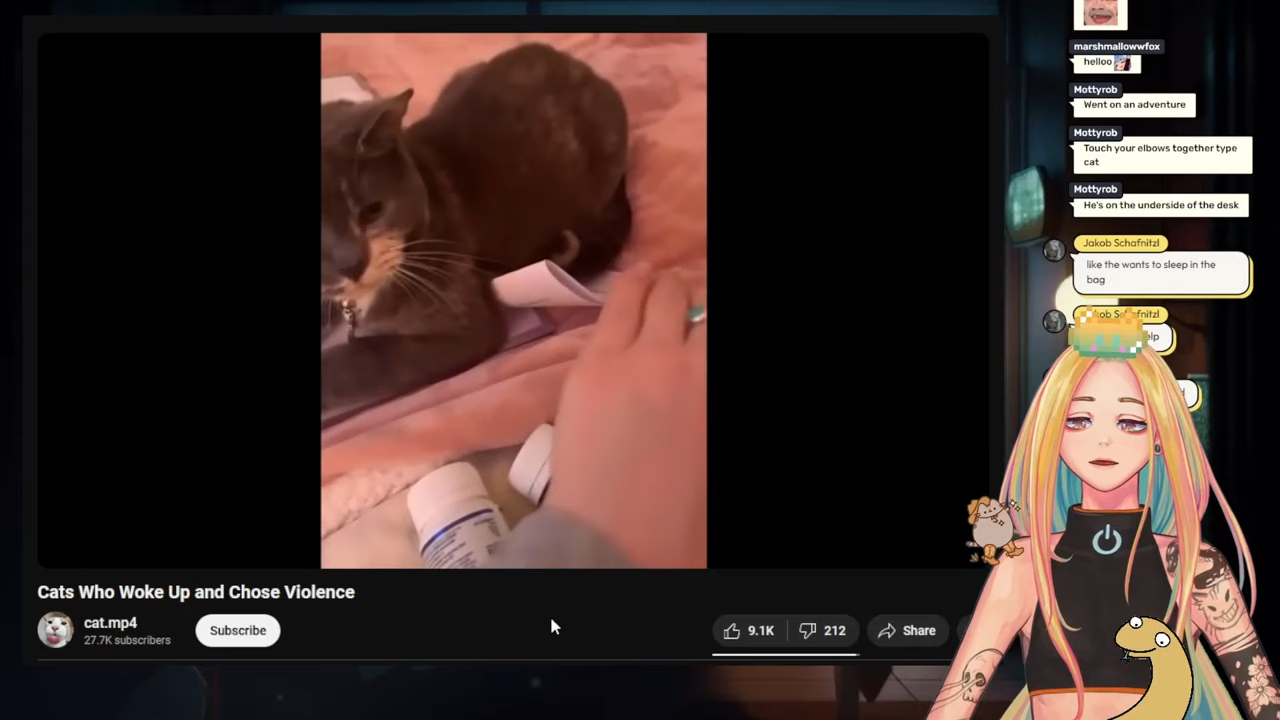 marshmallowwfox
helloo
Mottyrob
Went on an adventure
Mottyrob
Touch your elbows together type
cat
Mottyrob
He's on the underside of the desk
Jakob Schafnitzl
like the wants to sleep in the
bag
Cats Who Woke Up and Chose Violence
cat.mp4
27.7K subscribers
Subscribe
9.1K
212
Share